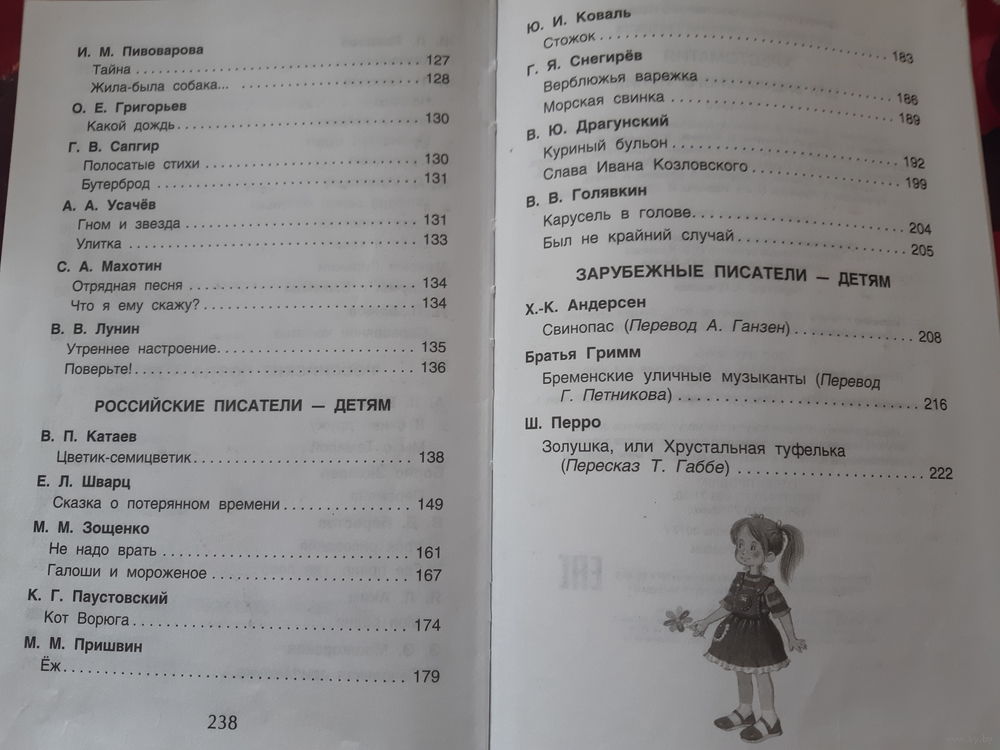 И. М. Пивоварова
Тайна 127
Жила-была собака... 128
О. Е. Григорьев
Какой дождь 130
Г. В. Сапгир
Полосатые стихи 130
Бутерброд 131
А. А. Усачёв
Гном и звезда 131
Улитка 133
С. А. Махотин
Отрядная песня 134
Что я ему скажу? 134
В. В. Лунин
Утреннее настроение 135
Поверьте! 136
РОССИЙСКИЕ ПИСАТЕЛИ — ДЕТЯМ
В. П. Катаев
Цветик-семицветик 138
Е. Л. Шварц
Сказка о потерянном времени 149
М. М. Зощенко
Не надо врать 161
Галоши и мороженое 167
К. Г. Паустовский
Кот Ворюга 174
М. М. Пришвин
Ёж 179
238
Ю. И. Коваль
Стожок 183
Г. Я. Снегирёв
Верблюжья варежка 186
Морская свинка 189
В. Ю. Драгунский
Куриный бульон 192
Слава Ивана Козловского 199
В. В. Голявкин
Карусель в голове 204
Был не крайний случай 205
ЗАРУБЕЖНЫЕ ПИСАТЕЛИ — ДЕТЯМ
Х.-К. Андерсен
Свинопас (Перевод А. Ганзен) 208
Братья Гримм
Бременские уличные музыканты (Перевод
Г. Петникова) 216
Ш. Перро
Золушка, или Хрустальная туфелька
(Пересказ Т. Габбе) 222